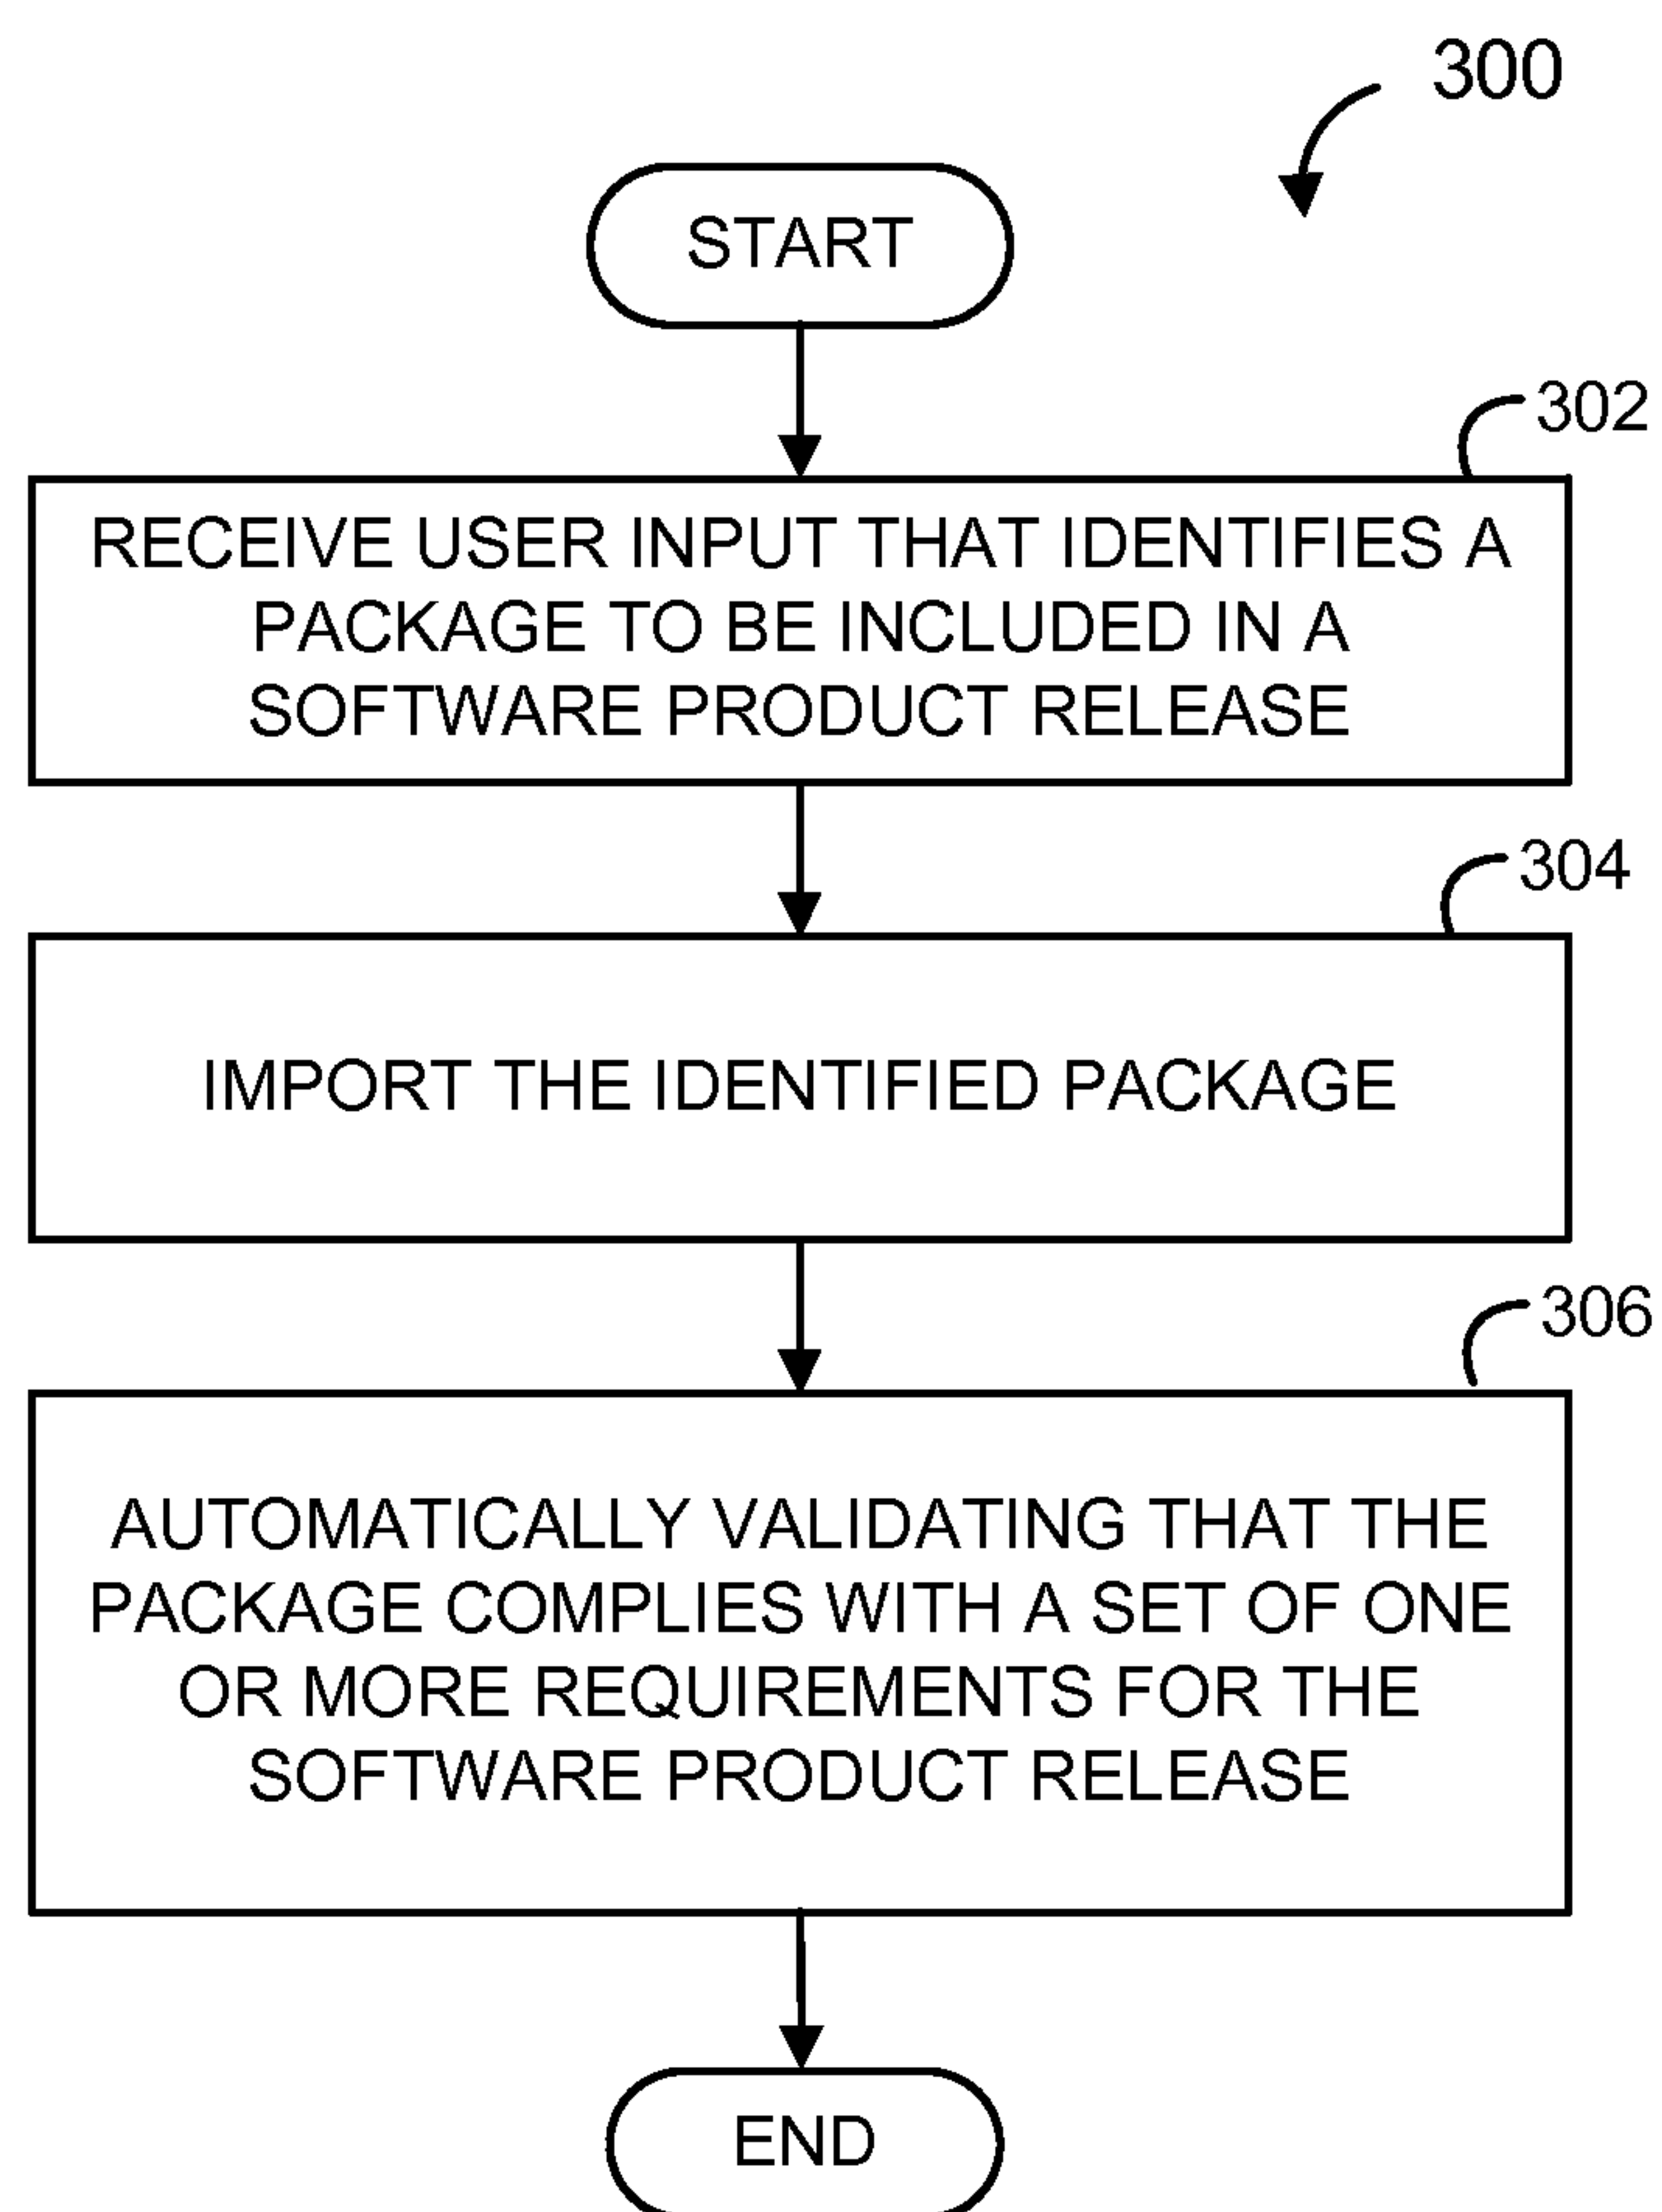 300
START
302
RECEIVE USER INPUT THAT IDENTIFIES A
PACKAGE TO BE INCLUDED IN A
SOFTWARE PRODUCT RELEASE
304
IMPORT THE IDENTIFIED PACKAGE
306
AUTOMATICALLY VALIDATING THAT THE
PACKAGE COMPLIES WITH A SET OF ONE
OR MORE REQUIREMENTS FOR THE
SOFTWARE PRODUCT RELEASE
END